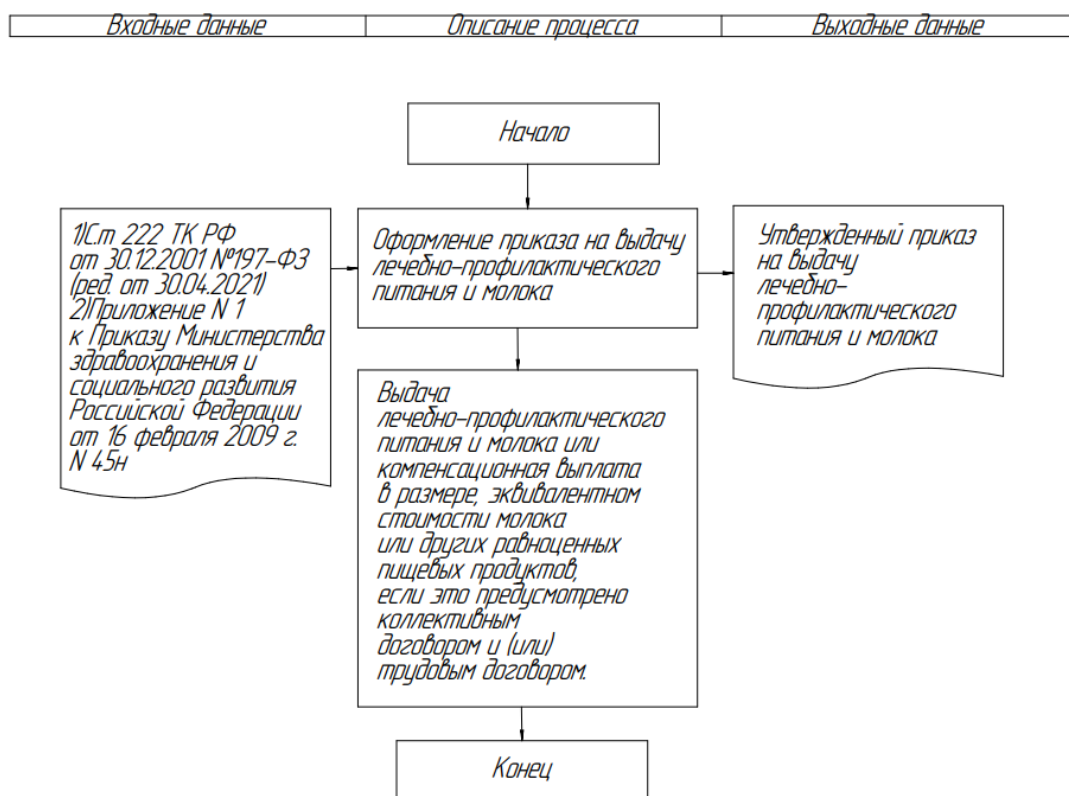 Входные данные
Описание процесса
Выходные данные
Начало
1)Ст 222 ТК РФ
от 30.12.2001 №197-ФЗ
(ред. от 30.04.2021)
2)Приложение N 1
к Приказу Министерства
здравоохранения и
социального развития
Российской Федерации
от 16 февраля 2009 г.
N 45н
Оформление приказа на выдачу
лечебно-профилактического
питания и молока
Утвержденный приказ
на выдачу
лечебно-
профилактического
питания и молока
Выдача
лечебно-профилактического
питания и молока или
компенсационная выплата
в размере, эквивалентном
стоимости молока
или других равноценных
пищевых продуктов,
если это предусмотрено
коллективным
договором и (или)
трудовым договором.
Конец